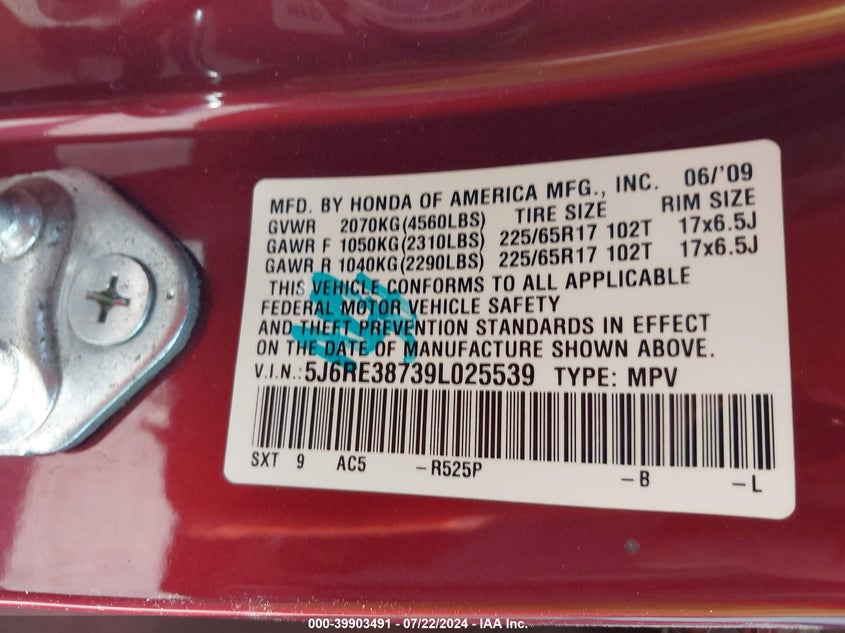 MFD. BY HONDA OF AMERICA MFG., INC. 06/'09
GVWR 2070KG(4560LBS) TIRE SIZE RIM SIZE
GAWR F 1050KG(2310LBS) 225/65R17 102T 17x6.5J
GAWR R 1040KG(2290LBS) 225/65R17 102T 17x6.5J
THIS VEHICLE CONFORMS TO ALL APPLICABLE
FEDERAL MOTOR VEHICLE SAFETY
AND THEFT PREVENTION STANDARDS IN EFFECT
ON THE DATE OF MANUFACTURE SHOWN ABOVE.
V.I.N.:5J6RE38739L025539 TYPE: MPV
SXT 9 AC5 -R525P -B -L
000-39903491 - 07/22/2024 - IAA Inc.